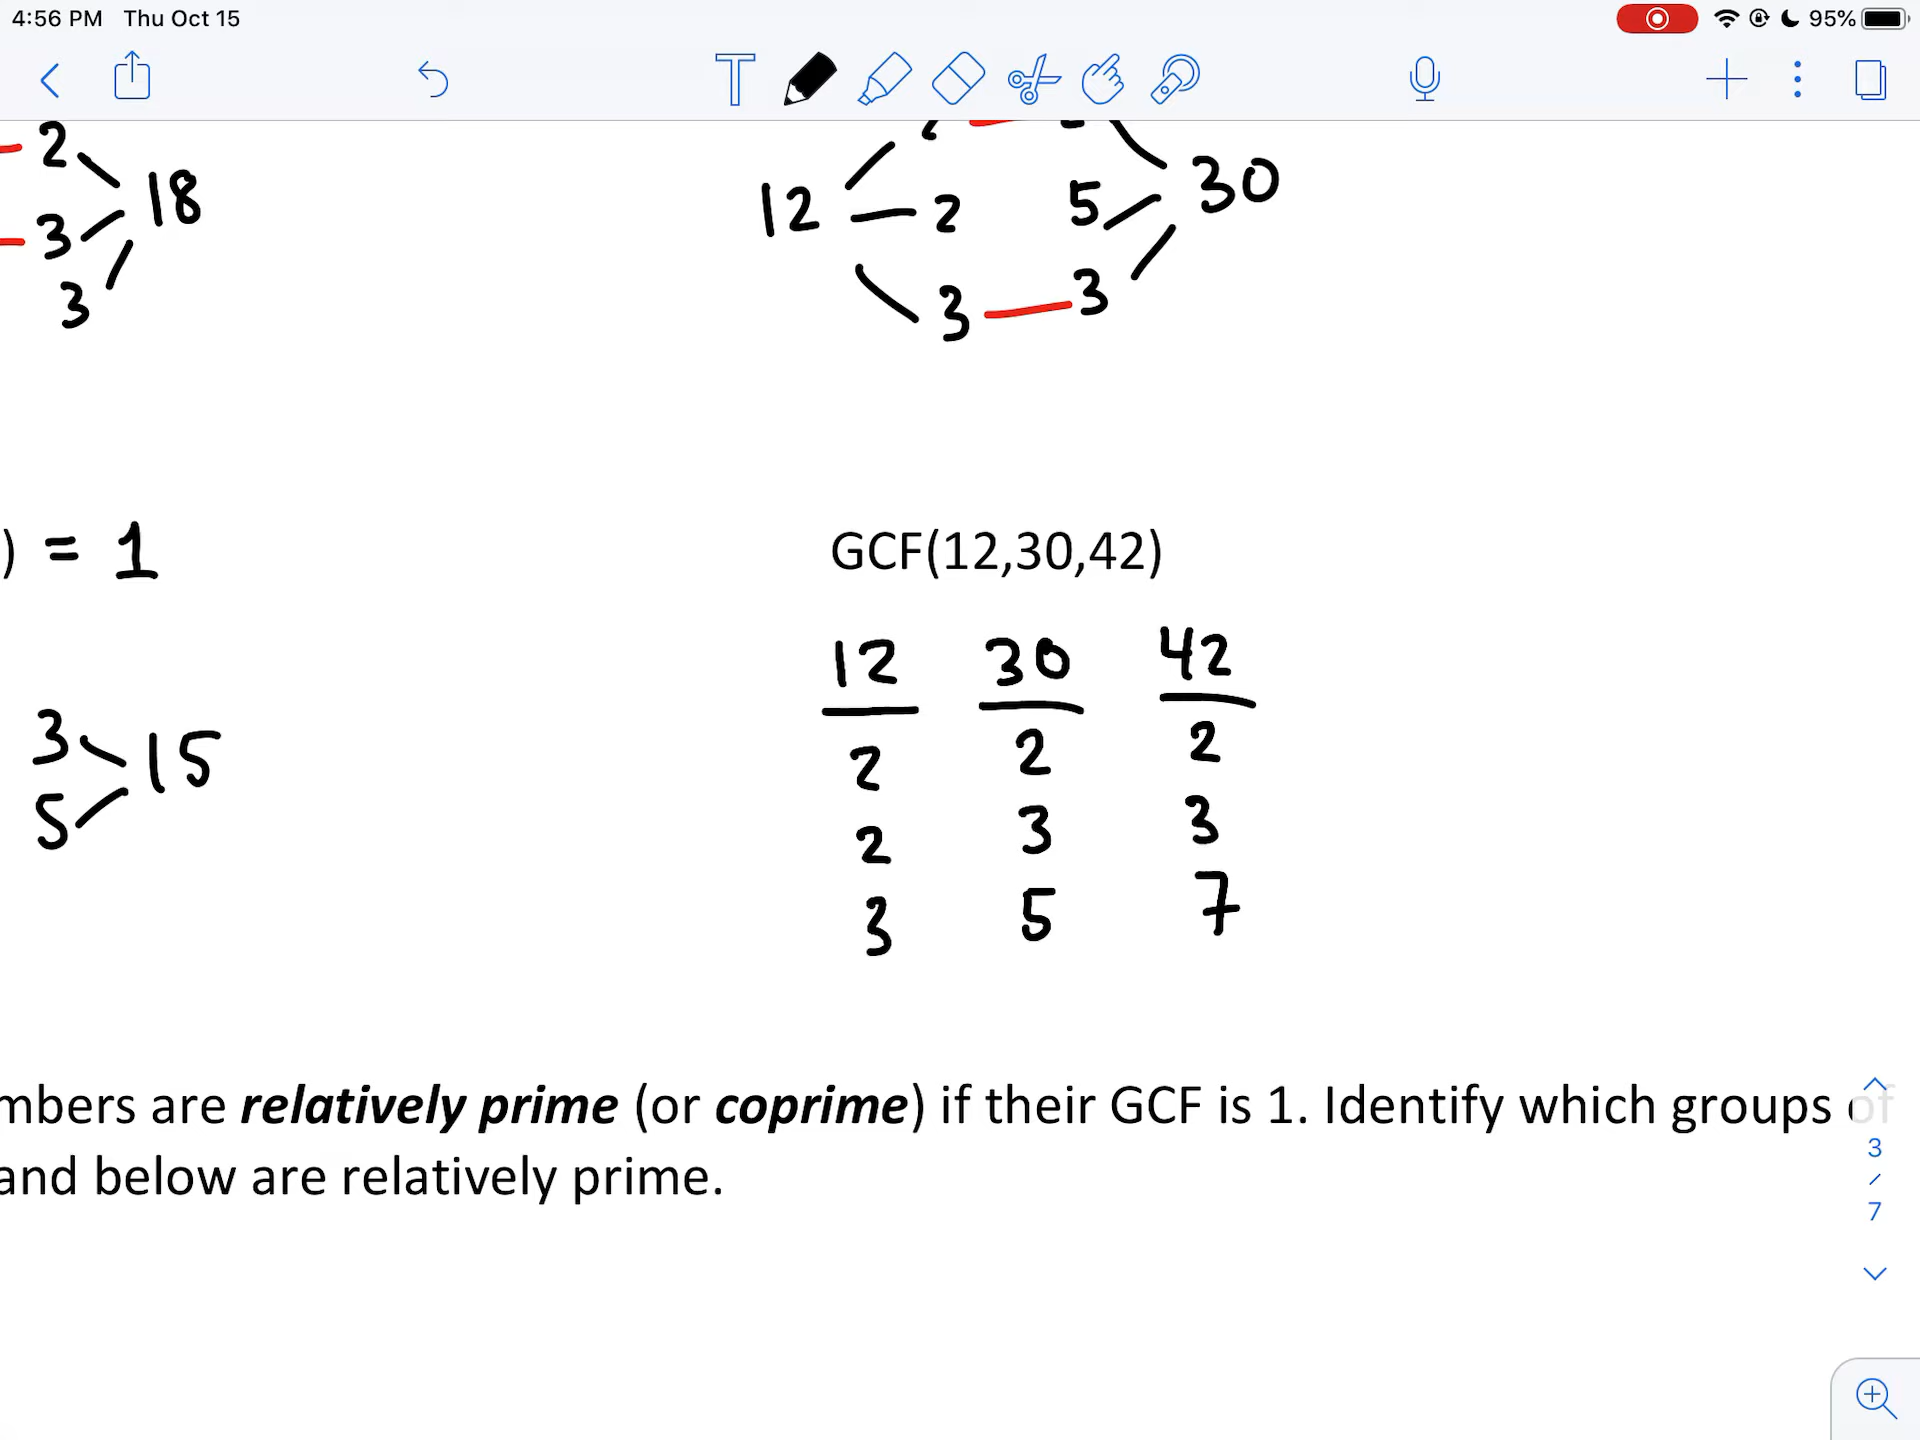 4:56 PM Thu Oct 15 95%
T
2
18
3
3
12
2
2
5
30
3
3
) = 1
GCF(12,30,42)
12 30 42
2 2 2
2 3 3
3 5 7
3
15
5
mbers are relatively prime (or coprime) if their GCF is 1. Identify which groups of
and below are relatively prime.
3
/
7